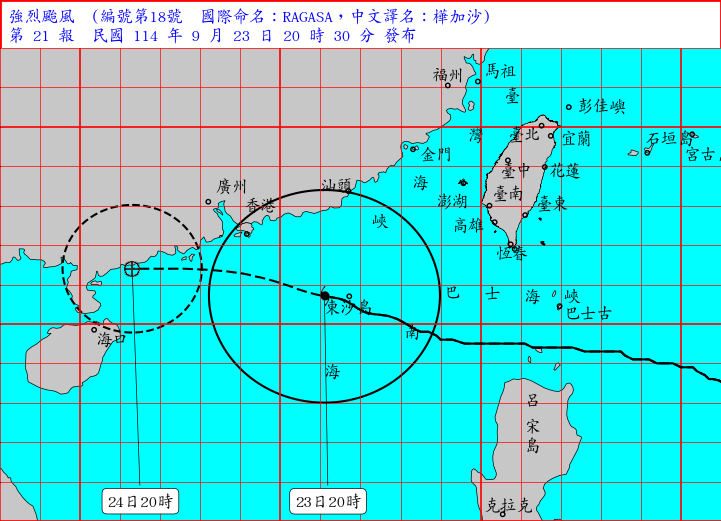 強烈颱風 (編號第18號 國際命名：RAGASA，中文譯名：樺加沙)
第 21 報 民國 114 年 9 月 23 日 20 時 30 分 發布
福州
馬祖
臺
彭佳嶼
灣
臺北
宜蘭
石垣島
宮古
金門
臺中
花蓮
海
廣州
汕頭
香港
澎湖
臺南
臺東
峽
高雄
恆春
巴 士 海 峽
東沙島
巴士古
南
海口
海
呂
宋
島
24日20時
23日20時
克拉克